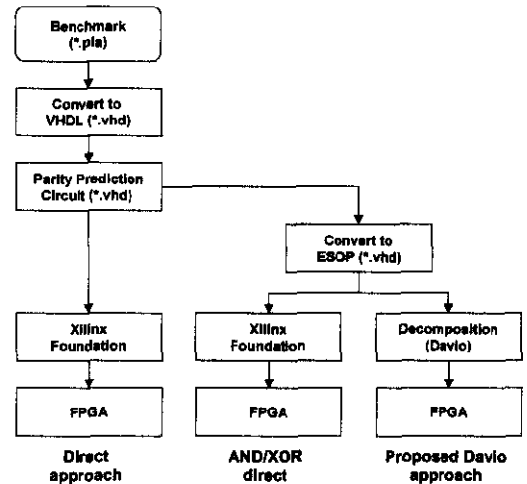 Benchmark
(*.pla)
Convert to
VHDL (*.vhd)
Parity Prediction
Circuit (*.vhd)
Convert to
ESOP (*.vhd)
Xilinx
Foundation
Xilinx
Foundation
Decomposition
(Davio)
FPGA
FPGA
FPGA
Direct
approach
AND/XOR
direct
Proposed Davio
approach